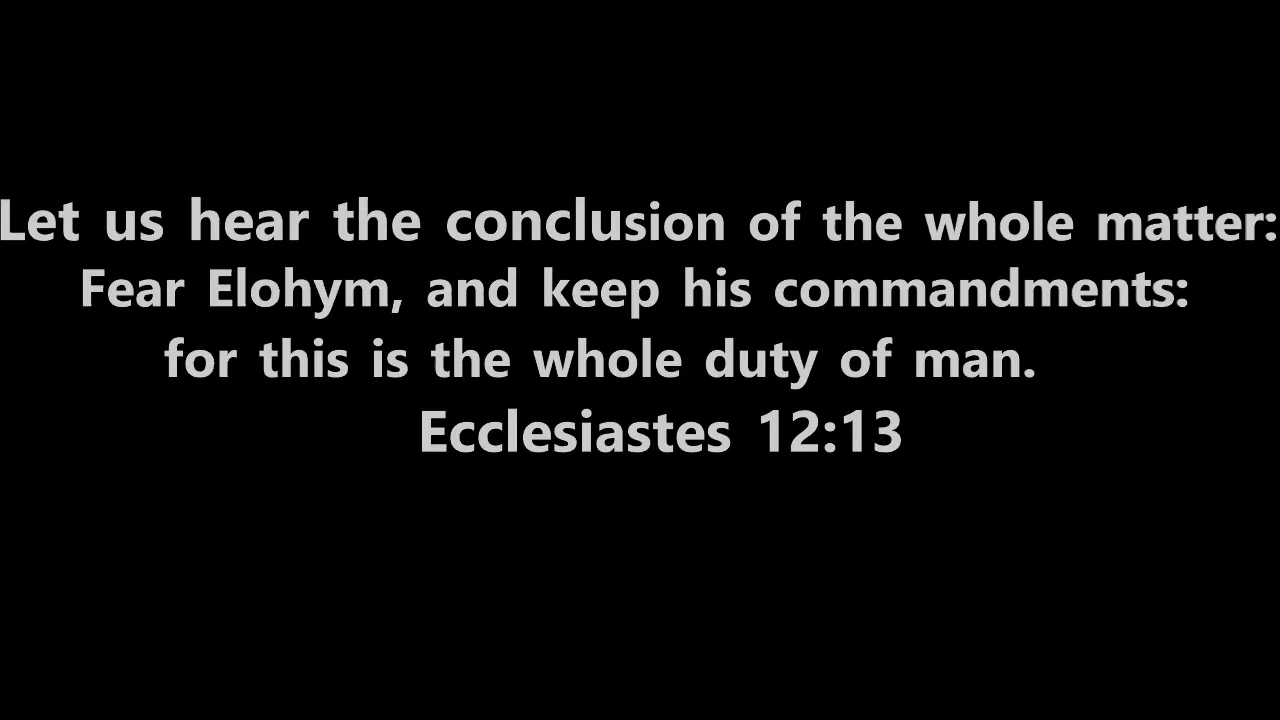 Let us hear the conclusion of the whole matter:
Fear Elohym, and keep his commandments:
for this is the whole duty of man.
Ecclesiastes 12:13